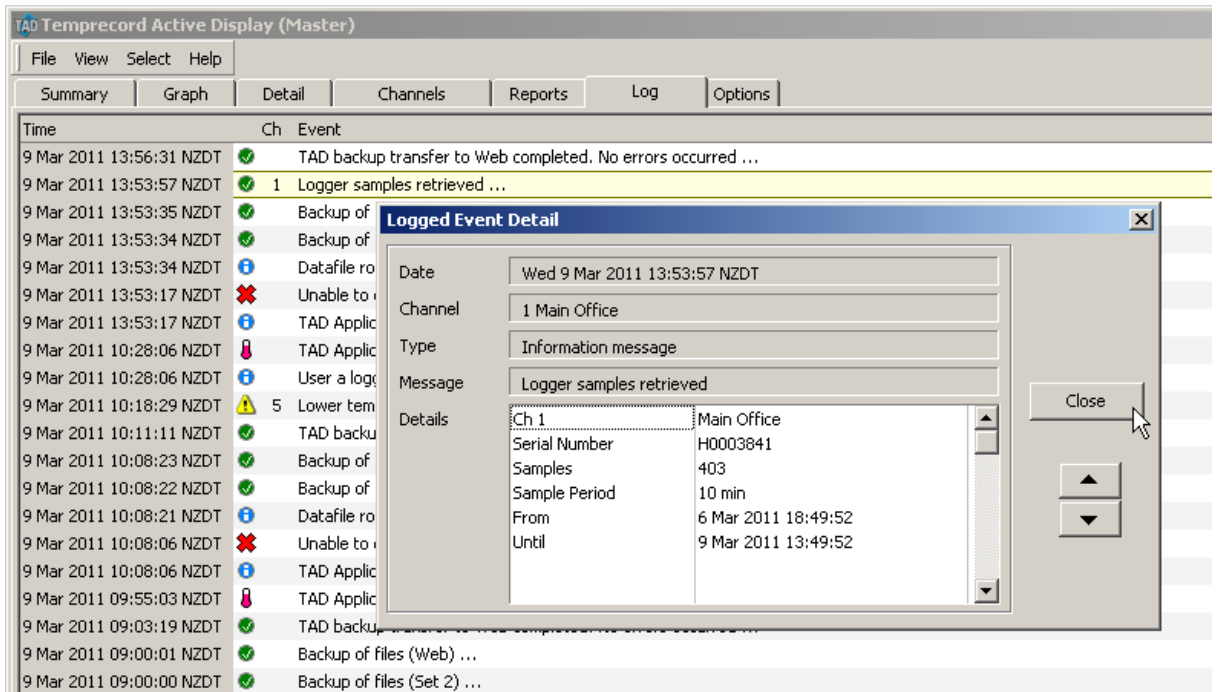 TAD Temprecord Active Display (Master)
File View Select Help
Summary Graph Detail Channels Reports Log Options
Time Ch Event
9 Mar 2011 13:56:31 NZDT TAD backup transfer to Web completed. No errors occurred ...
9 Mar 2011 13:53:57 NZDT 1 Logger samples retrieved ...
9 Mar 2011 13:53:35 NZDT Backup of
9 Mar 2011 13:53:34 NZDT Backup of
9 Mar 2011 13:53:34 NZDT Datafile ro
9 Mar 2011 13:53:17 NZDT Unable to
9 Mar 2011 13:53:17 NZDT TAD Applic
9 Mar 2011 10:28:06 NZDT TAD Applic
9 Mar 2011 10:28:06 NZDT User a logg
9 Mar 2011 10:18:29 NZDT 5 Lower tem
9 Mar 2011 10:11:11 NZDT TAD backu
9 Mar 2011 10:08:23 NZDT Backup of
9 Mar 2011 10:08:22 NZDT Backup of
9 Mar 2011 10:08:21 NZDT Datafile ro
9 Mar 2011 10:08:06 NZDT Unable to
9 Mar 2011 10:08:06 NZDT TAD Applic
9 Mar 2011 09:55:03 NZDT TAD Applic
9 Mar 2011 09:03:19 NZDT TAD backu
9 Mar 2011 09:00:01 NZDT Backup of files (Web) ...
9 Mar 2011 09:00:00 NZDT Backup of files (Set 2) ...
Logged Event Detail
Date Wed 9 Mar 2011 13:53:57 NZDT
Channel 1 Main Office
Type Information message
Message Logger samples retrieved
Details Ch 1 Main Office
Serial Number H0003841
Samples 403
Sample Period 10 min
From 6 Mar 2011 18:49:52
Until 9 Mar 2011 13:49:52
Close